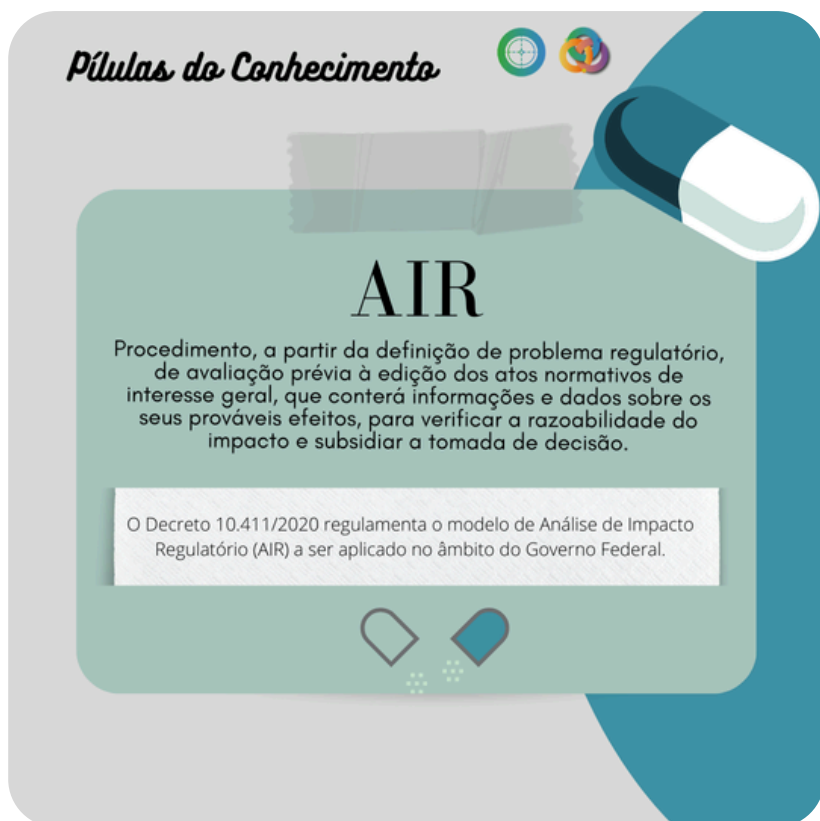 Pílulas do Conhecimento
AIR
Procedimento, a partir da definição de problema regulatório,
de avaliação prévia à edição dos atos normativos de
interesse geral, que conterá informações e dados sobre os
seus prováveis efeitos, para verificar a razoabilidade do
impacto e subsidiar a tomada de decisão.
O Decreto 10.411/2020 regulamenta o modelo de Análise de Impacto
Regulatório (AIR) a ser aplicado no âmbito do Governo Federal.